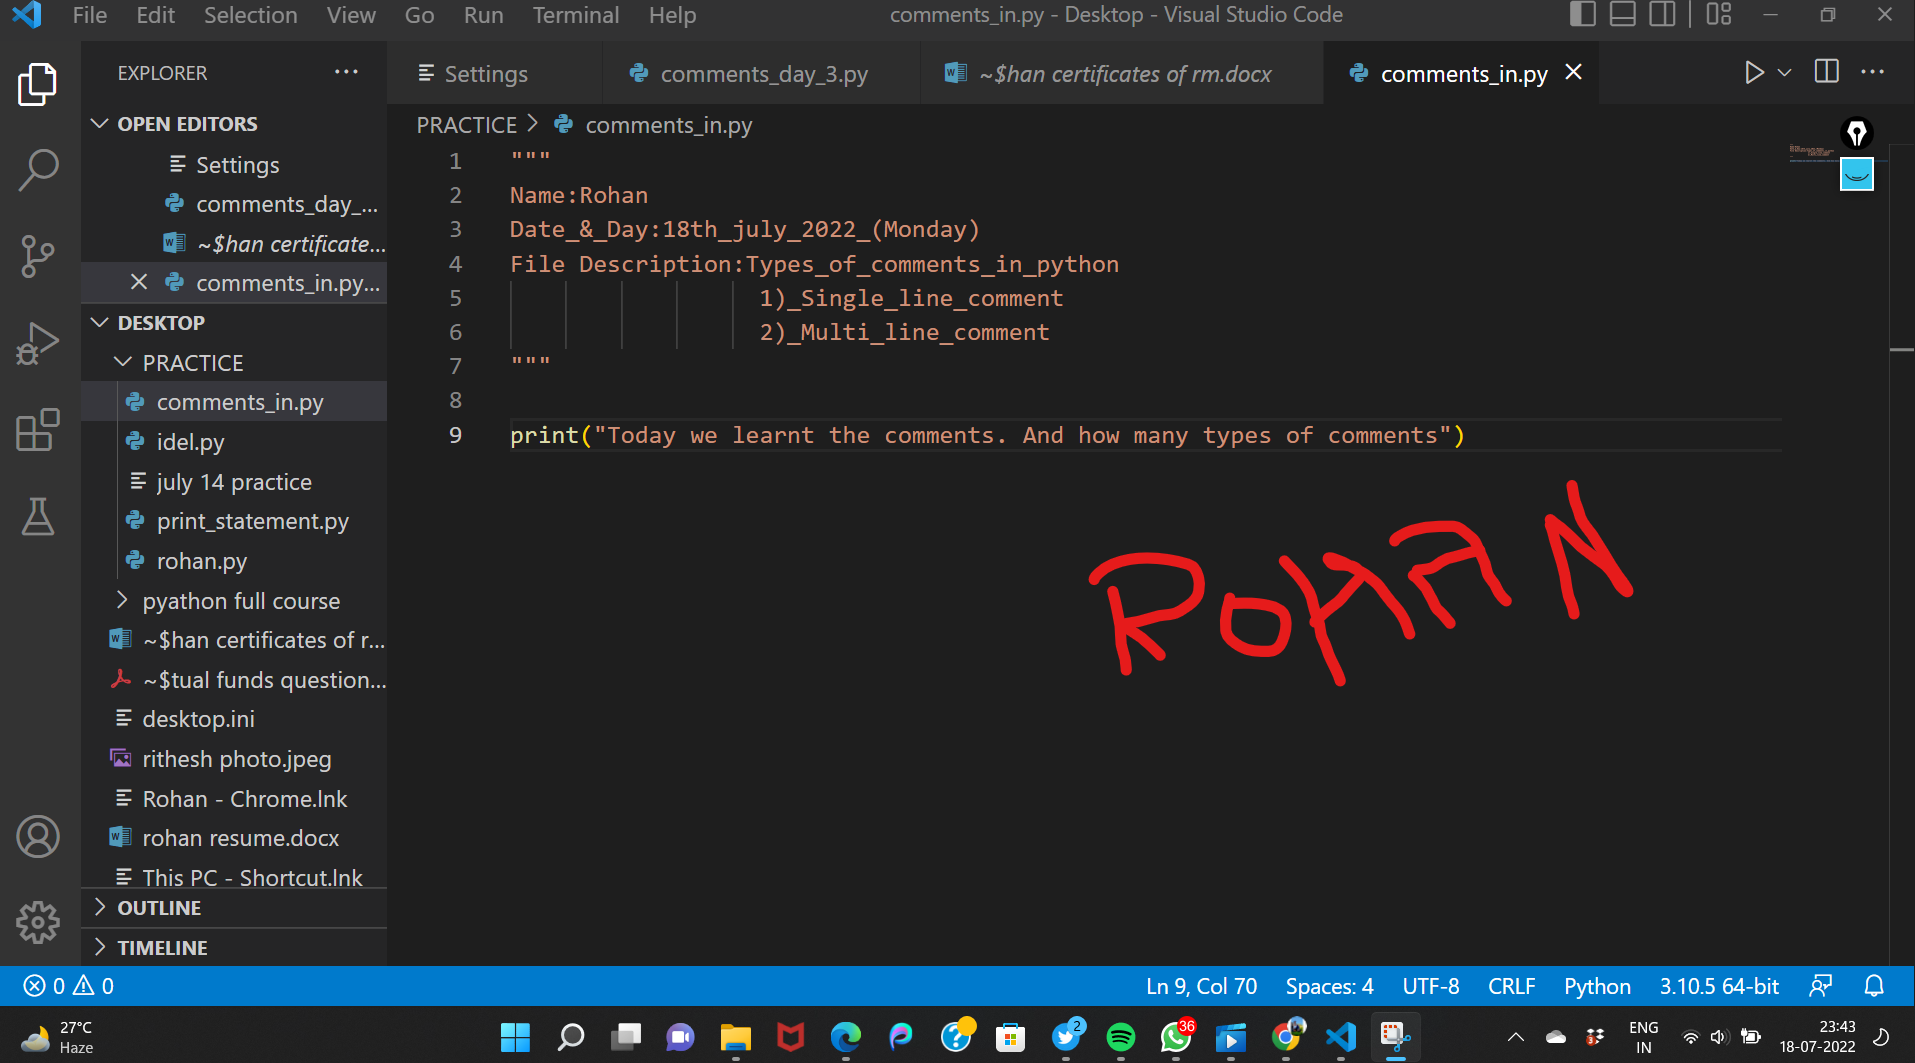 File Edit Selection View Go Run Terminal Help comments_in.py - Desktop - Visual Studio Code
EXPLORER
OPEN EDITORS
Settings
comments_day_...
~$han certificate...
comments_in.py...
DESKTOP
PRACTICE
comments_in.py
idel.py
july 14 practice
print_statement.py
rohan.py
pyathon full course
~$han certificates of r...
~$tual funds question...
desktop.ini
rithesh photo.jpeg
Rohan - Chrome.lnk
rohan resume.docx
This PC - Shortcut.lnk
OUTLINE
TIMELINE
Settings comments_day_3.py ~$han certificates of rm.docx comments_in.py
PRACTICE > comments_in.py
1 """
2 Name:Rohan
3 Date_&_Day:18th_july_2022_(Monday)
4 File Description:Types_of_comments_in_python
5 1)_Single_line_comment
6 2)_Multi_line_comment
7 """
8
9 print("Today we learnt the comments. And how many types of comments")
ROHAN
0 0 Ln 9, Col 70 Spaces: 4 UTF-8 CRLF Python 3.10.5 64-bit
27°C
Haze
2
36
3
ENG
IN
23:43
18-07-2022